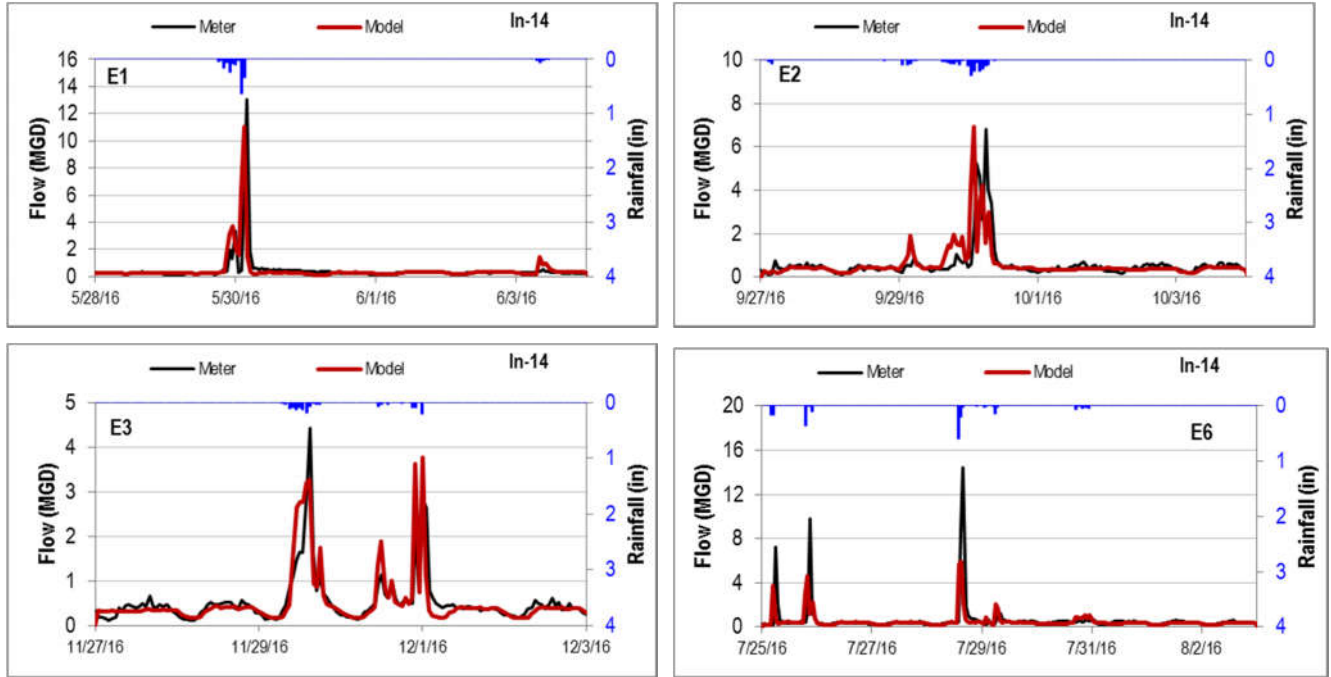 Meter Model In-14
E1
Flow (MGD)
16
14
12
10
8
6
4
2
0
5/28/16 5/30/16 6/1/16 6/3/16
0
1
2
3
4
Rainfall (in)
Meter Model In-14
E2
Flow (MGD)
10
8
6
4
2
0
9/27/16 9/29/16 10/1/16 10/3/16
0
1
2
3
4
Rainfall (in)
Meter Model In-14
E3
Flow (MGD)
5
4
3
2
1
0
11/27/16 11/29/16 12/1/16 12/3/16
0
1
2
3
4
Rainfall (in)
Meter Model In-14
E6
Flow (MGD)
20
16
12
8
4
0
7/25/16 7/27/16 7/29/16 7/31/16 8/2/16
0
1
2
3
4
Rainfall (in)